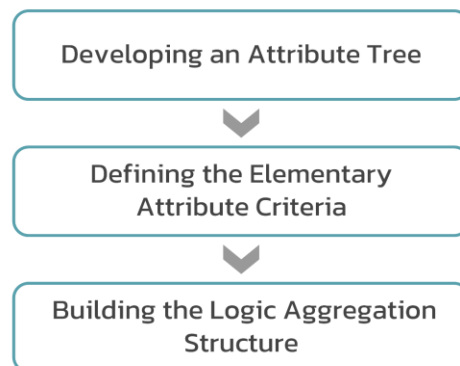 Developing an Attribute Tree
Defining the Elementary
Attribute Criteria
Building the Logic Aggregation
Structure